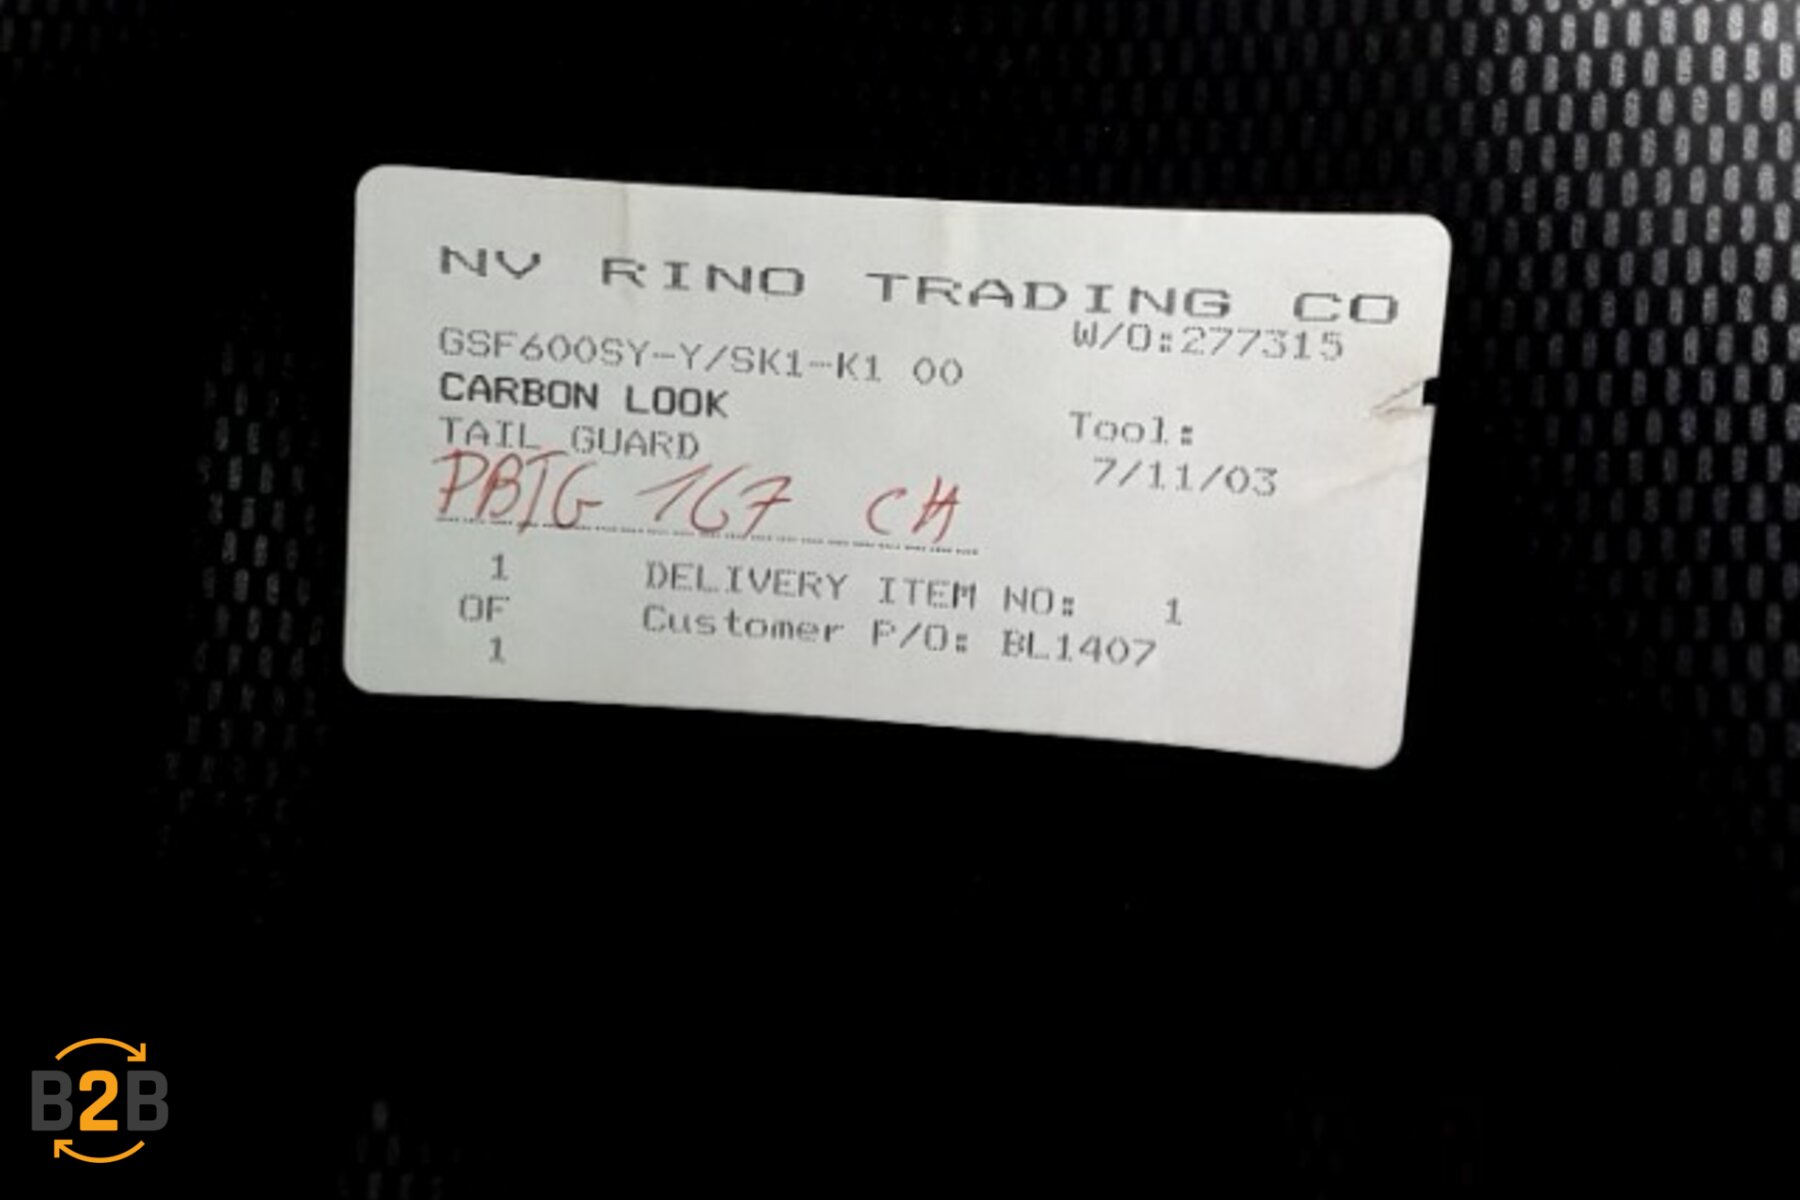 NV RINO TRADING CO
W/O:277315
GSF600SY-Y/SK1-K1 00
CARBON LOOK
Tool:
TAIL GUARD
7/11/03
PBIG 167 CH
1
DELIVERY ITEM NO: 1
OF
Customer P/O: BL1407
1
B2B